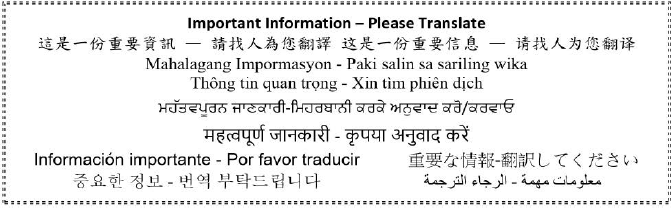 Important Information – Please Translate
這是一份重要資訊 — 請找人為您翻譯 这是一份重要信息 — 请找人为您翻译
Mahalagang Impormasyon - Paki salin sa sariling wika
Thông tin quan trọng - Xin tìm phiên dịch
ਮਹੱਤਵਪੂਰਨ ਜਾਣਕਾਰੀ-ਮਿਹਰਬਾਨੀ ਕਰਕੇ ਅਨੁਵਾਦ ਕਰੋ/ਕਰਵਾਓ
महत्वपूर्ण जानकारी - कृपया अनुवाद करें
Información importante - Por favor traducir 重要な情報-翻訳してください
중요한 정보 - 번역 부탁드립니다 معلومات مهمة - الرجاء الترجمة